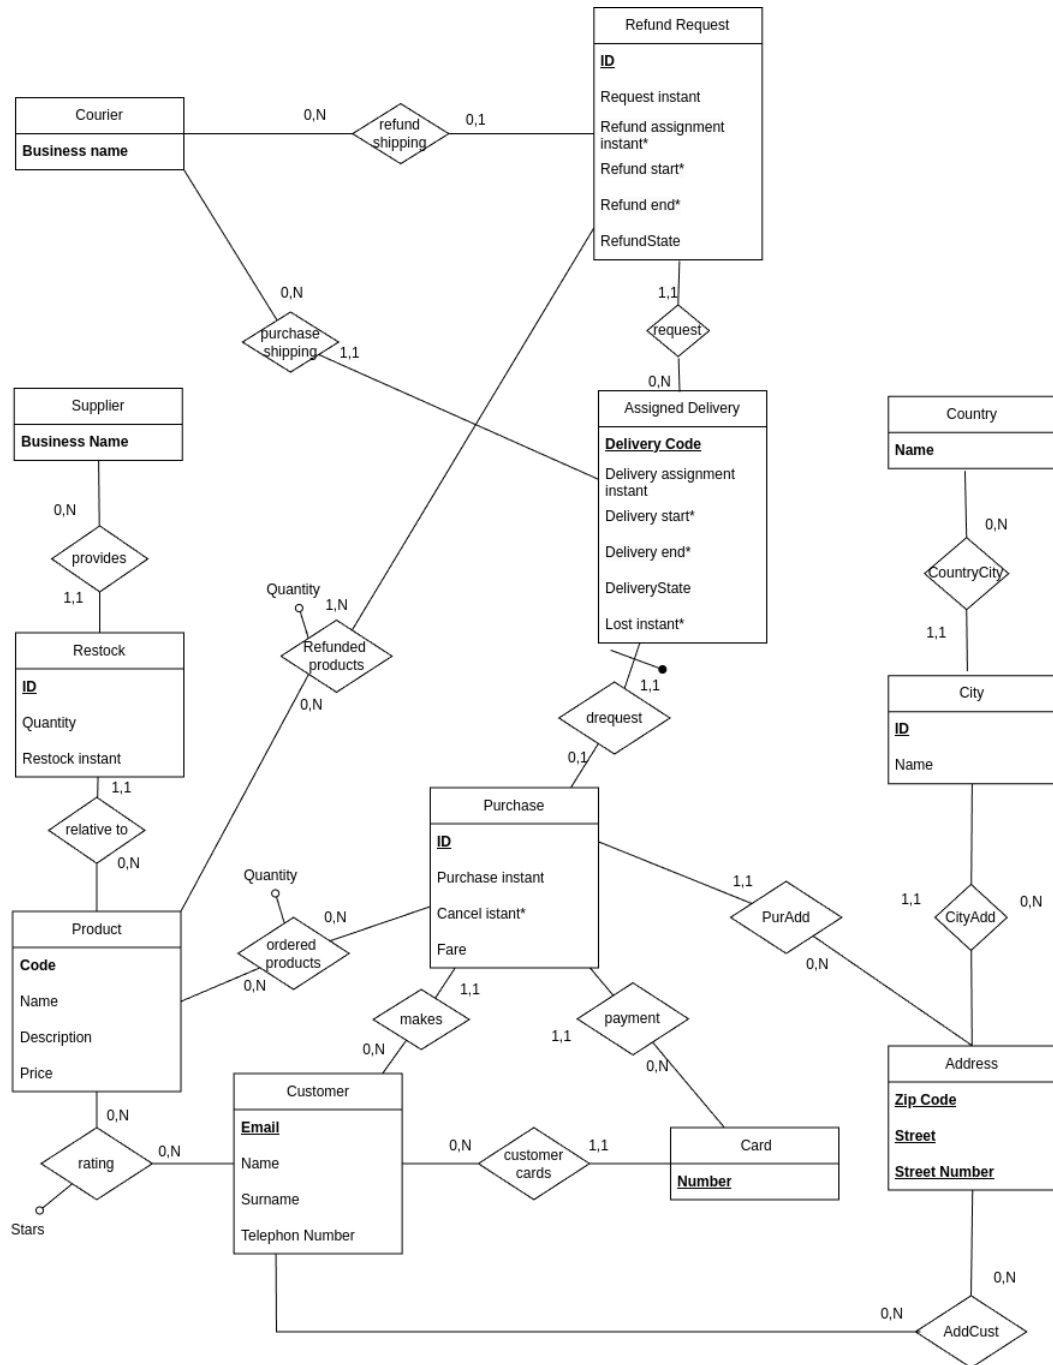 Refund Request
ID
Request instant
Refund assignment
instant*
Refund start*
Refund end*
RefundState
Courier
Business name
0,N
refund
shipping
0,1
0,N
purchase
shipping
1,1
1,1
request
0,N
Supplier
Business Name
Assigned Delivery
Delivery Code
Delivery assignment
instant
Delivery start*
Delivery end*
DeliveryState
Lost instant*
Country
Name
0,N
provides
1,1
0,N
CountryCity
1,1
Quantity
1,N
Refunded
products
0,N
Restock
ID
Quantity
Restock instant
1,1
drequest
0,1
City
ID
Name
1,1
relative to
0,N
Purchase
ID
Purchase instant
Cancel istant*
Fare
Quantity
0,N
ordered
products
0,N
1,1
PurAdd
0,N
1,1
CityAdd
0,N
Product
Code
Name
Description
Price
1,1
makes
0,N
payment
1,1
0,N
Customer
Email
Name
Surname
Telephon Number
0,N
rating
0,N
Stars
0,N
customer
cards
1,1
Card
Number
Address
Zip Code
Street
Street Number
0,N
0,N
AddCust